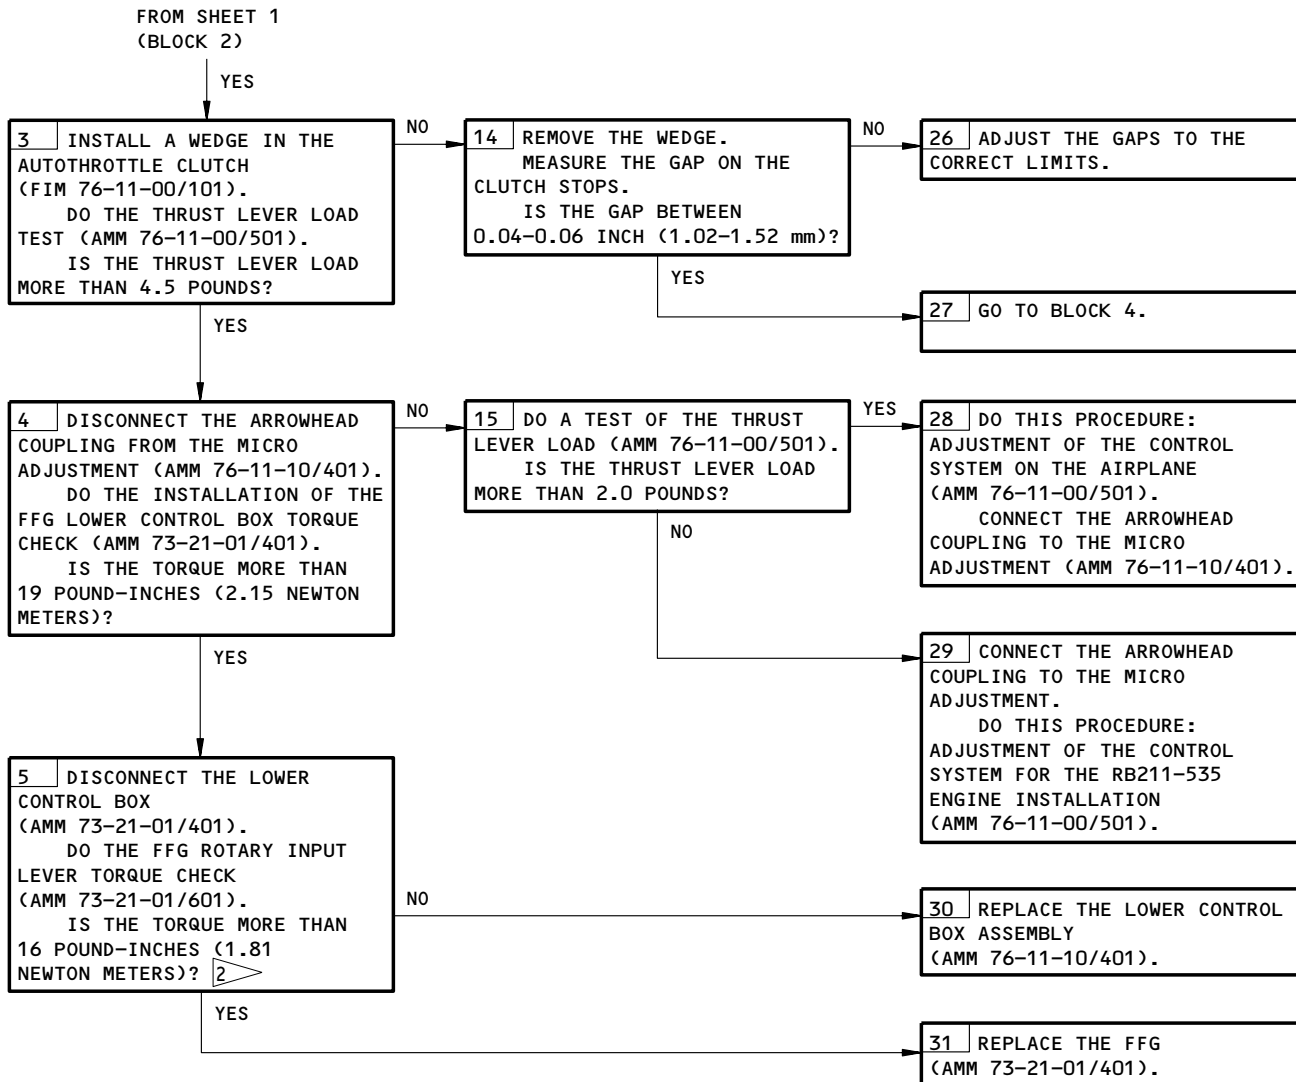 FROM SHEET 1
(BLOCK 2)
YES
3 INSTALL A WEDGE IN THE
AUTOTHROTTLE CLUTCH
(FIM 76-11-00/101).
DO THE THRUST LEVER LOAD
TEST (AMM 76-11-00/501).
IS THE THRUST LEVER LOAD
MORE THAN 4.5 POUNDS?
NO
14 REMOVE THE WEDGE.
MEASURE THE GAP ON THE
CLUTCH STOPS.
IS THE GAP BETWEEN
0.04-0.06 INCH (1.02-1.52 mm)?
NO
26 ADJUST THE GAPS TO THE
CORRECT LIMITS.
YES
27 GO TO BLOCK 4.
YES
4 DISCONNECT THE ARROWHEAD
COUPLING FROM THE MICRO
ADJUSTMENT (AMM 76-11-10/401).
DO THE INSTALLATION OF THE
FFG LOWER CONTROL BOX TORQUE
CHECK (AMM 73-21-01/401).
IS THE TORQUE MORE THAN
19 POUND-INCHES (2.15 NEWTON
METERS)?
NO
15 DO A TEST OF THE THRUST
LEVER LOAD (AMM 76-11-00/501).
IS THE THRUST LEVER LOAD
MORE THAN 2.0 POUNDS?
YES
28 DO THIS PROCEDURE:
ADJUSTMENT OF THE CONTROL
SYSTEM ON THE AIRPLANE
(AMM 76-11-00/501).
CONNECT THE ARROWHEAD
COUPLING TO THE MICRO
ADJUSTMENT (AMM 76-11-10/401).
NO
29 CONNECT THE ARROWHEAD
COUPLING TO THE MICRO
ADJUSTMENT.
DO THIS PROCEDURE:
ADJUSTMENT OF THE CONTROL
SYSTEM FOR THE RB211-535
ENGINE INSTALLATION
(AMM 76-11-00/501).
YES
5 DISCONNECT THE LOWER
CONTROL BOX
(AMM 73-21-01/401).
DO THE FFG ROTARY INPUT
LEVER TORQUE CHECK
(AMM 73-21-01/601).
IS THE TORQUE MORE THAN
16 POUND-INCHES (1.81
NEWTON METERS)? 2
NO
30 REPLACE THE LOWER CONTROL
BOX ASSEMBLY
(AMM 76-11-10/401).
YES
31 REPLACE THE FFG
(AMM 73-21-01/401).